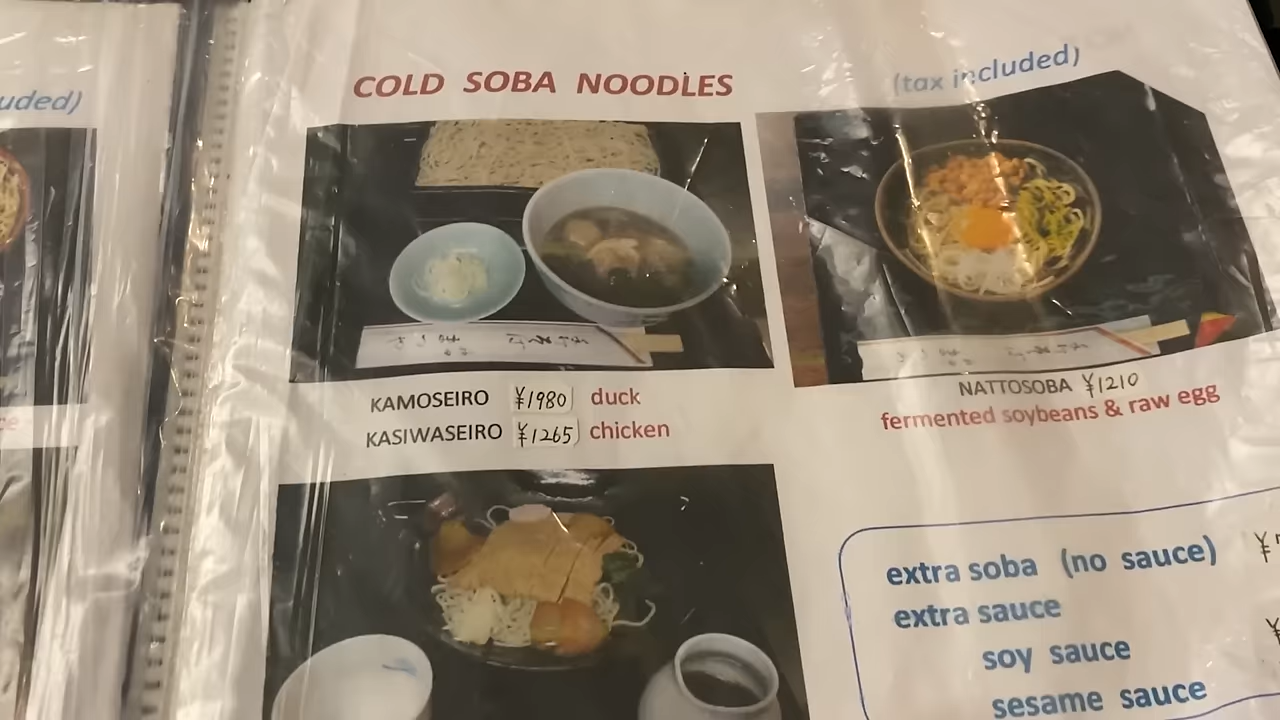 uded)
COLD SOBA NOODLES
(tax included)
KAMOSEIRO ¥1980 duck
KASIWASEIRO ¥1265 chicken
NATTOSOBA ¥1210
fermented soybeans & raw egg
extra soba (no sauce) ¥
extra sauce
soy sauce ¥
sesame sauce